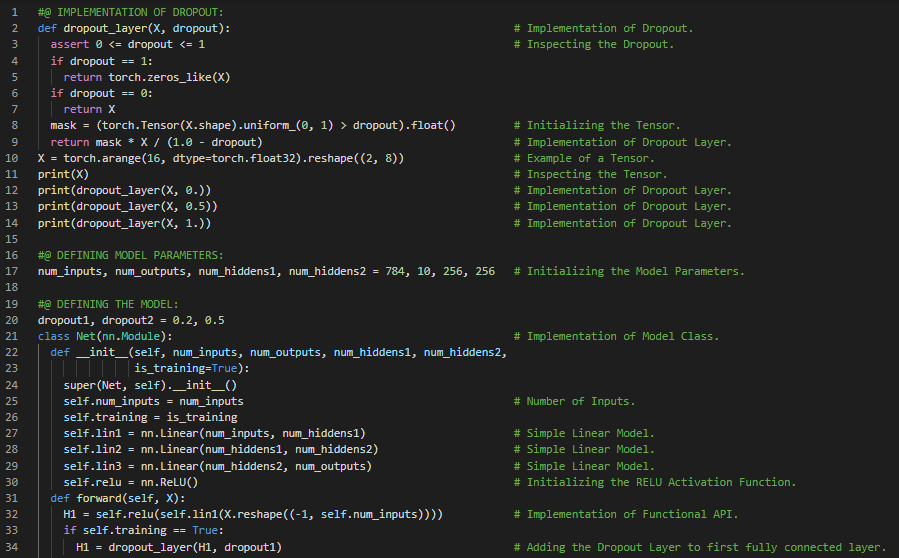 1 #@ IMPLEMENTATION OF DROPOUT:
2 def dropout_layer(X, dropout): # Implementation of Dropout.
3 assert 0 <= dropout <= 1 # Inspecting the Dropout.
4 if dropout == 1:
5 return torch.zeros_like(X)
6 if dropout == 0:
7 return X
8 mask = (torch.Tensor(X.shape).uniform_(0, 1) > dropout).float() # Initializing the Tensor.
9 return mask * X / (1.0 - dropout) # Implementation of Dropout Layer.
10 X = torch.arange(16, dtype=torch.float32).reshape((2, 8)) # Example of a Tensor.
11 print(X) # Inspecting the Tensor.
12 print(dropout_layer(X, 0.)) # Implementation of Dropout Layer.
13 print(dropout_layer(X, 0.5)) # Implementation of Dropout Layer.
14 print(dropout_layer(X, 1.)) # Implementation of Dropout Layer.
15
16 #@ DEFINING MODEL PARAMETERS:
17 num_inputs, num_outputs, num_hiddens1, num_hiddens2 = 784, 10, 256, 256 # Initializing the Model Parameters.
18
19 #@ DEFINING THE MODEL:
20 dropout1, dropout2 = 0.2, 0.5
21 class Net(nn.Module): # Implementation of Model Class.
22 def __init__(self, num_inputs, num_outputs, num_hiddens1, num_hiddens2,
23 is_training=True):
24 super(Net, self).__init__()
25 self.num_inputs = num_inputs # Number of Inputs.
26 self.training = is_training
27 self.lin1 = nn.Linear(num_inputs, num_hiddens1) # Simple Linear Model.
28 self.lin2 = nn.Linear(num_hiddens1, num_hiddens2) # Simple Linear Model.
29 self.lin3 = nn.Linear(num_hiddens2, num_outputs) # Simple Linear Model.
30 self.relu = nn.ReLU() # Initializing the RELU Activation Function.
31 def forward(self, X):
32 H1 = self.relu(self.lin1(X.reshape((-1, self.num_inputs)))) # Implementation of Functional API.
33 if self.training == True:
34 H1 = dropout_layer(H1, dropout1) # Adding the Dropout Layer to first fully connected layer.